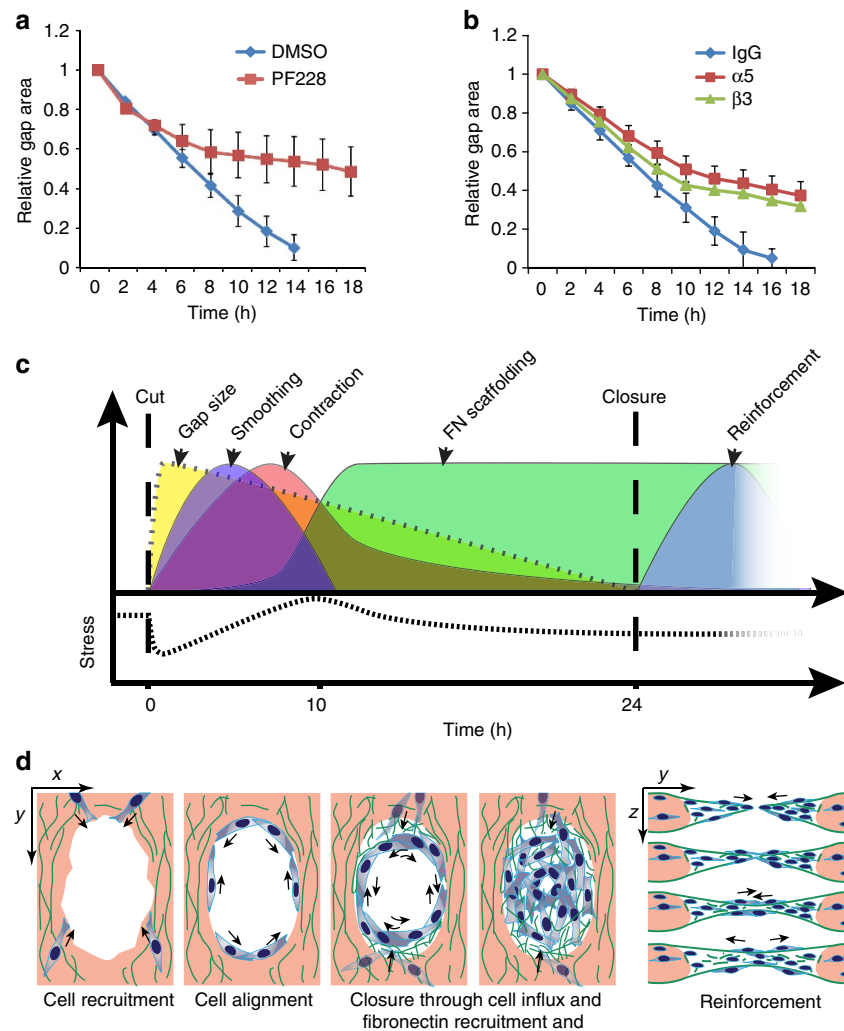 a
1.2
1
0.8
0.6
0.4
0.2
0
Relative gap area
DMSO
PF228
0 2 4 6 8 10 12 14 16 18
Time (h)
b
1.2
1.0
0.8
0.6
0.4
0.2
0
Relative gap area
IgG
α5
β3
0 2 4 6 8 10 12 14 16 18
Time (h)
c
Cut
Gap size
Smoothing
Contraction
FN scaffolding
Closure
Reinforcement
Stress
0 10 24
Time (h)
d
x
y
y
z
Cell recruitment
Cell alignment
Closure through cell influx and
fibronectin recruitment and
Reinforcement